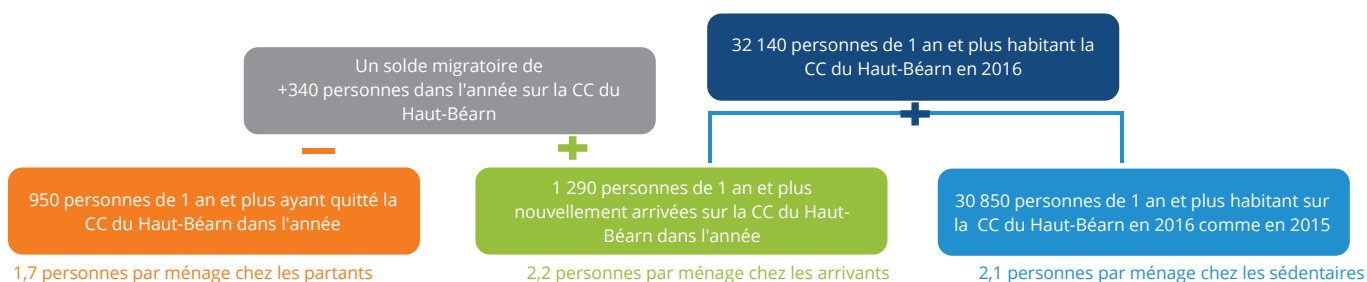 Un solde migratoire de
+340 personnes dans l'année sur la CC du
Haut-Béarn
32 140 personnes de 1 an et plus habitant la
CC du Haut-Béarn en 2016
950 personnes de 1 an et plus ayant quitté la
CC du Haut-Béarn dans l'année
1 290 personnes de 1 an et plus
nouvellement arrivées sur la CC du Haut-
Béarn dans l'année
30 850 personnes de 1 an et plus habitant sur
la CC du Haut-Béarn en 2016 comme en 2015
1,7 personnes par ménage chez les partants
2,2 personnes par ménage chez les arrivants
2,1 personnes par ménage chez les sédentaires